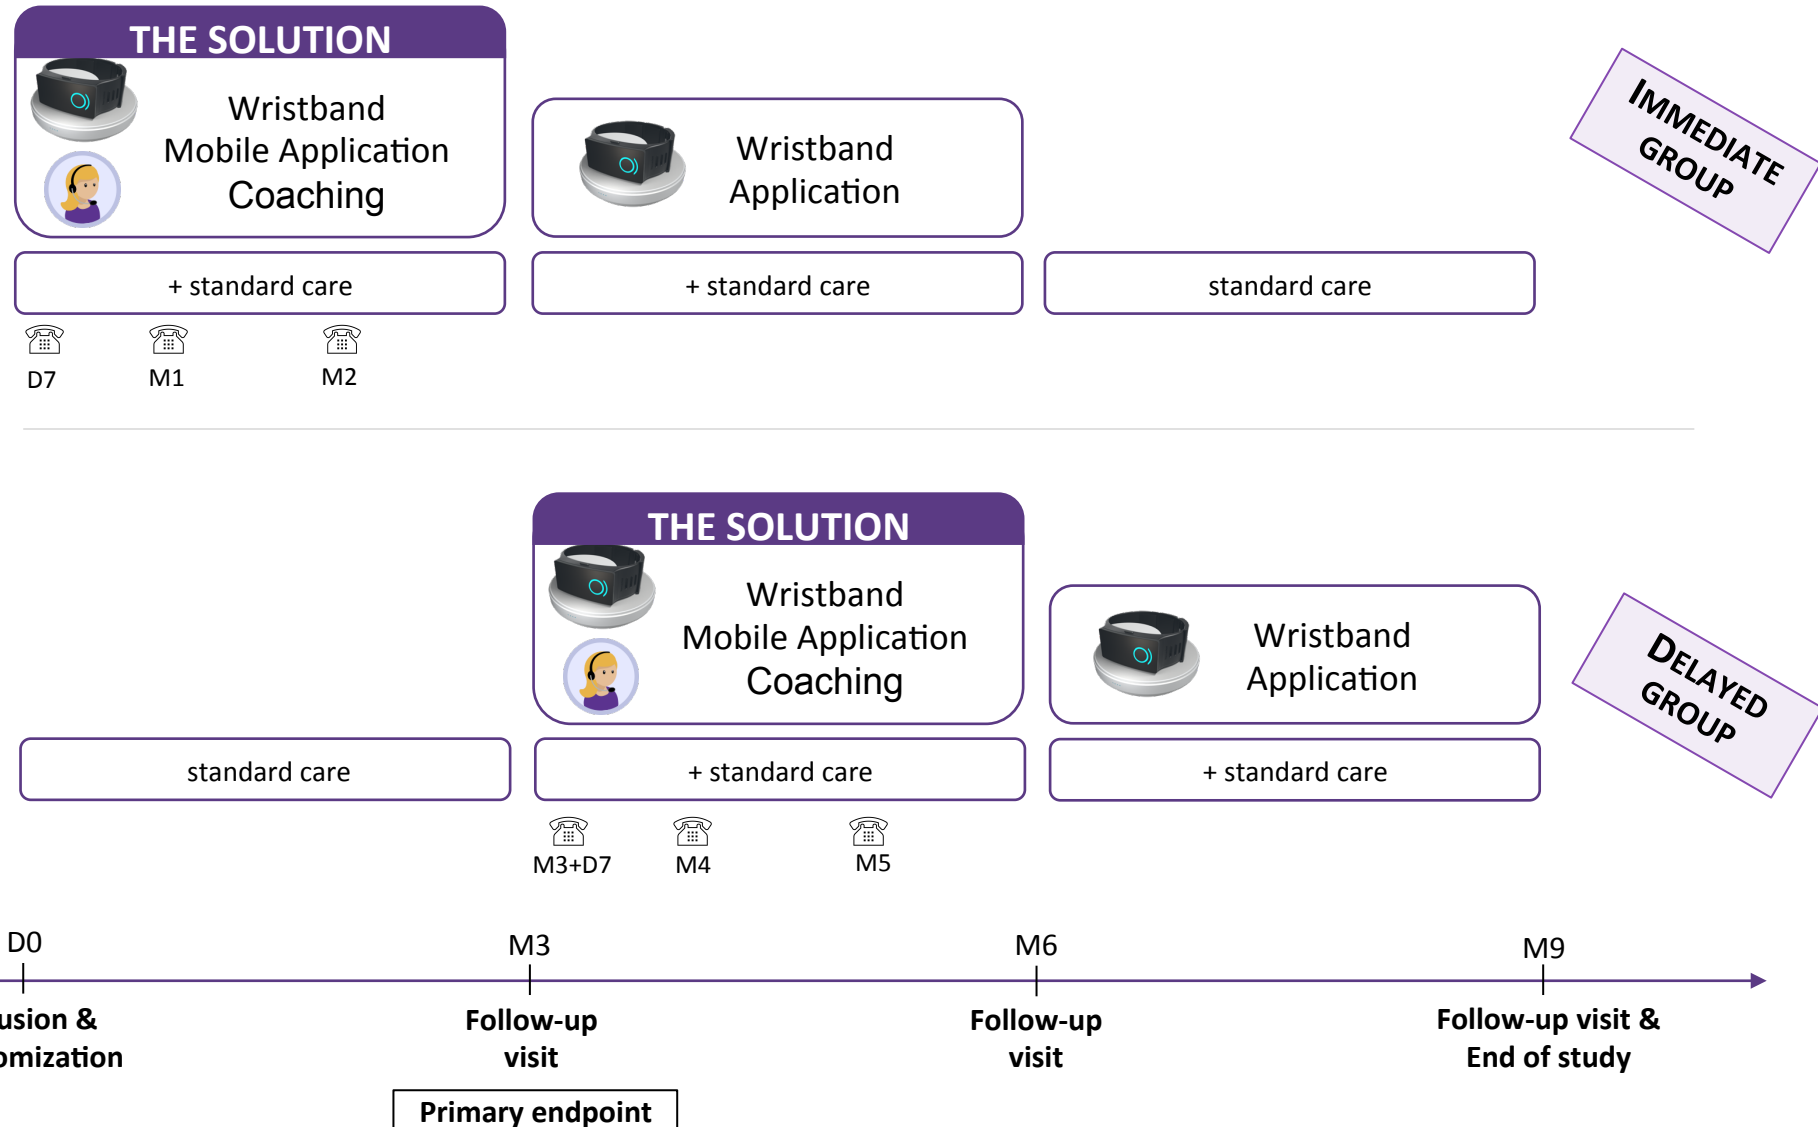 THE SOLUTION
Wristband
Mobile Application
Coaching
Wristband
Application
IMMEDIATE
GROUP
+ standard care
+ standard care
standard care
D7
M1
M2
THE SOLUTION
Wristband
Mobile Application
Coaching
Wristband
Application
DELAYED
GROUP
standard care
+ standard care
+ standard care
M3+D7
M4
M5
D0
M3
M6
M9
usion &
omization
Follow-up
visit
Follow-up
visit
Follow-up visit &
End of study
Primary endpoint